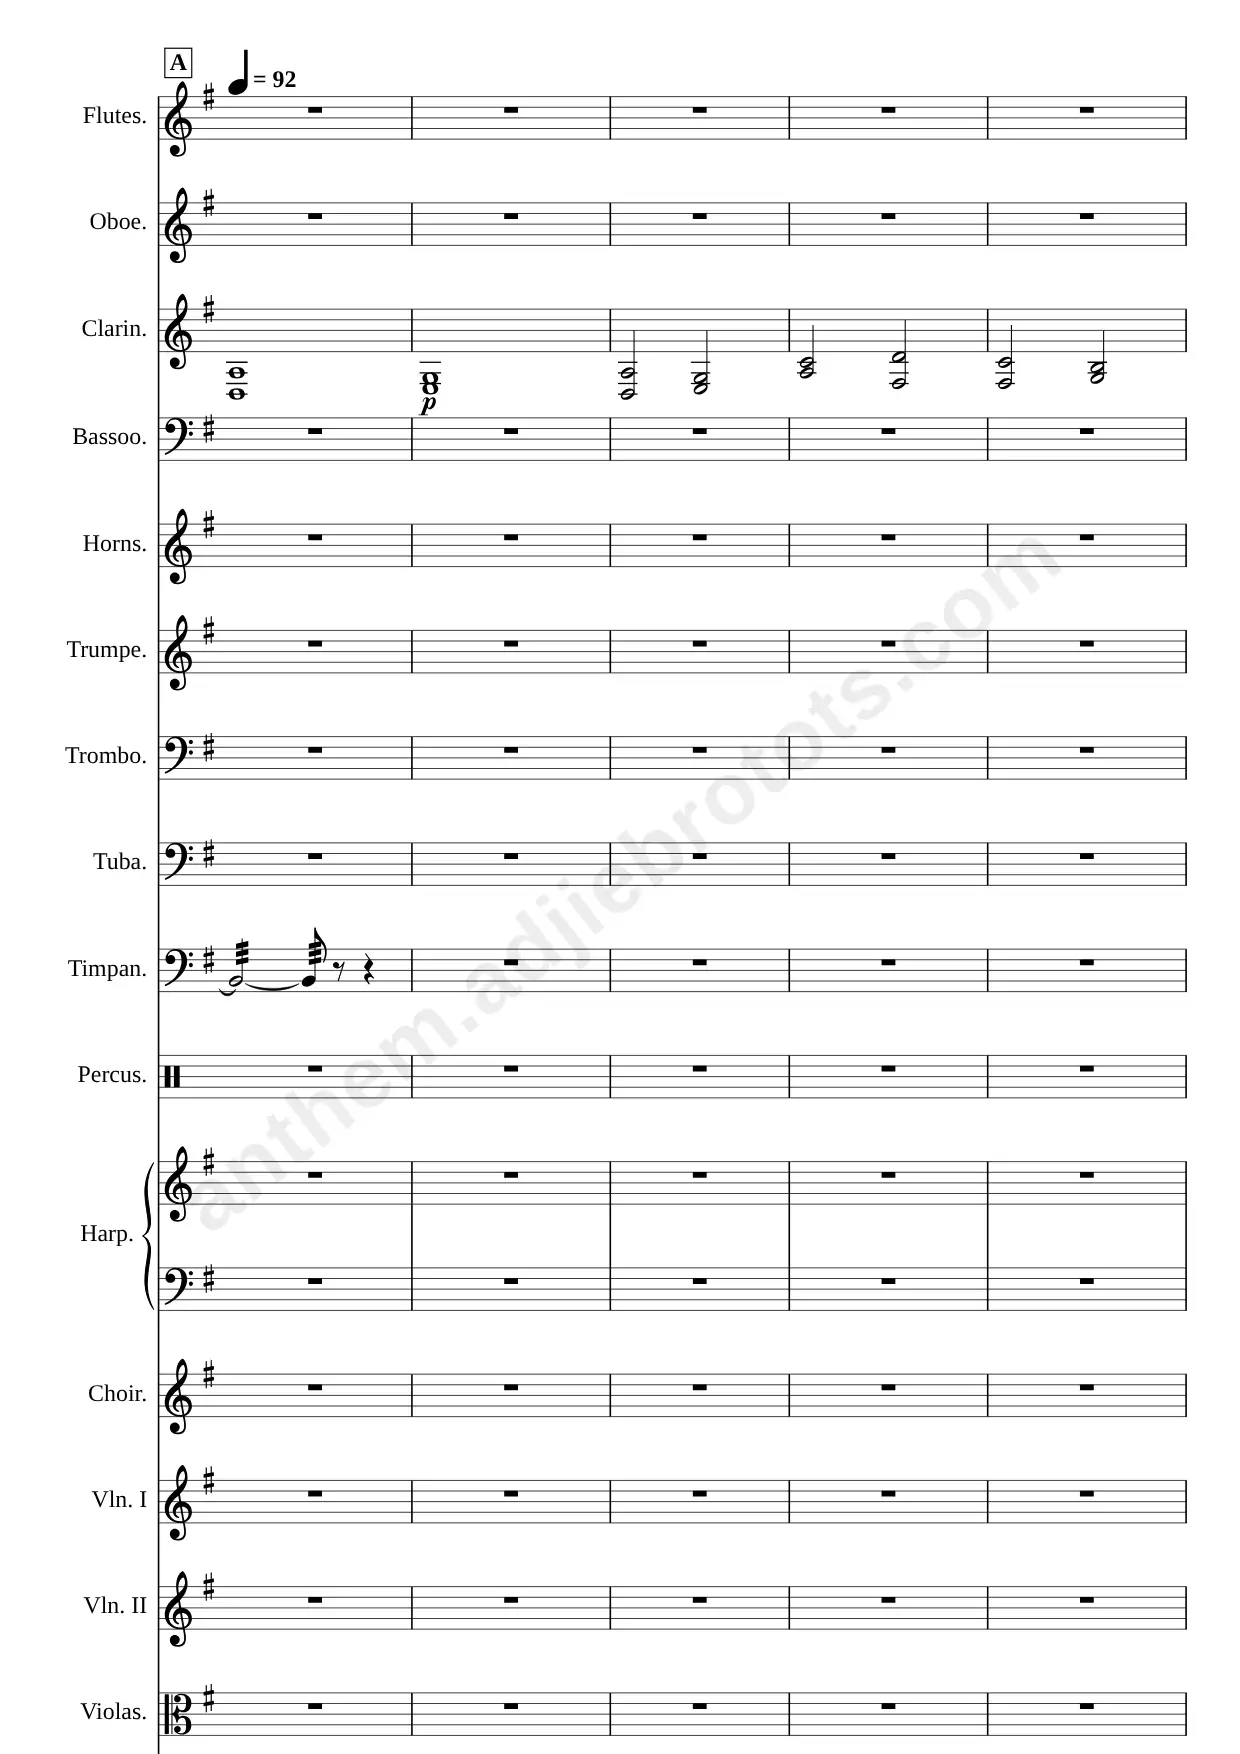 A
= 92
Flutes.
Oboe.
Clarin.
p
Bassoo.
Horns.
Trumpe.
Trombo.
Tuba.
Timpan.
Percus.
Harp.
Choir.
Vln. I
Vln. II
Violas.
anthem.adjiebrotots.com